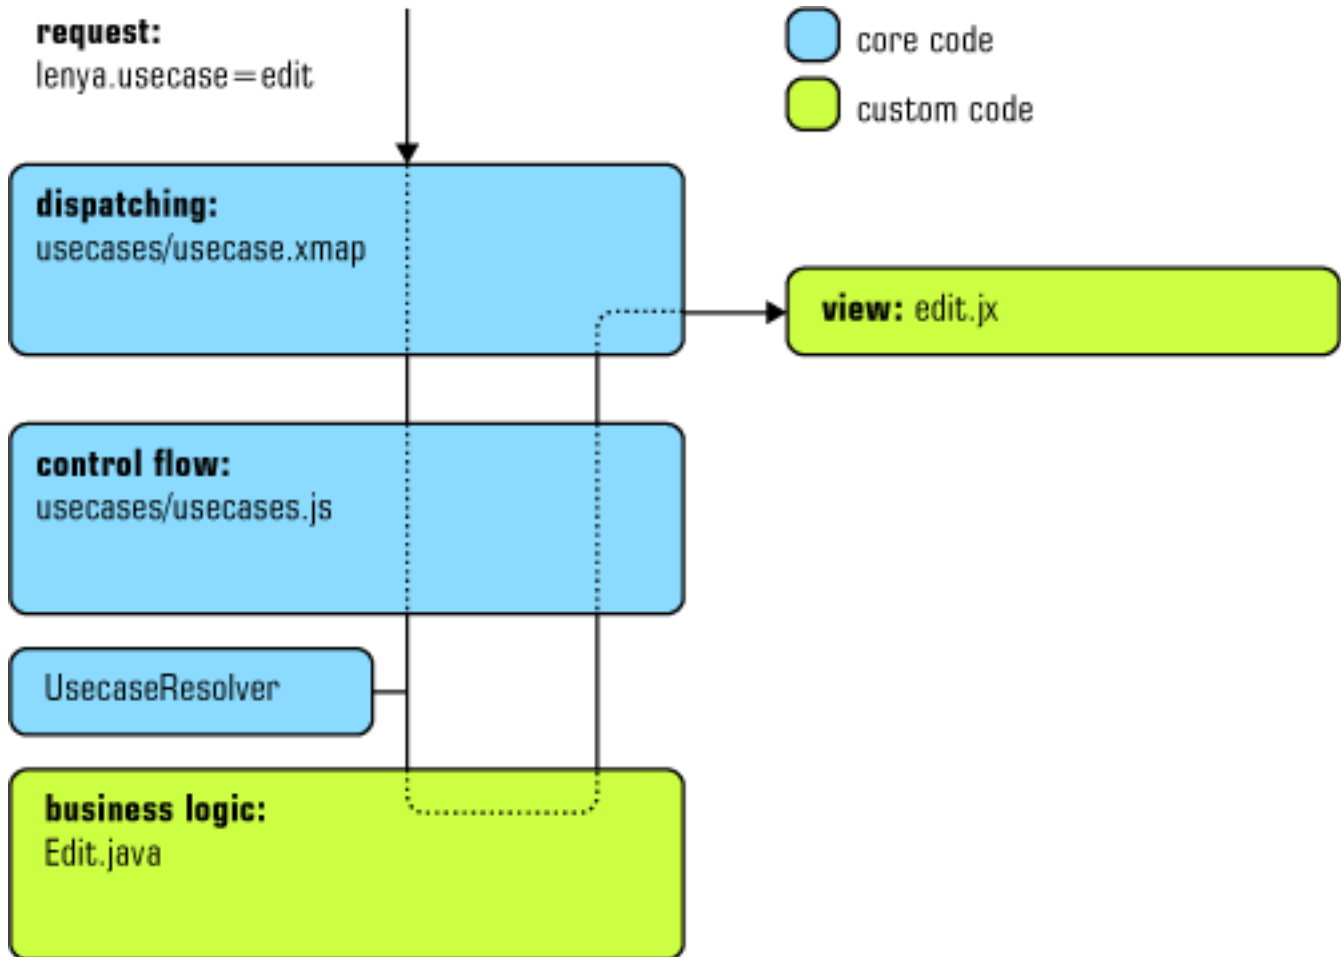 request:
lenya.usecase=edit
core code
custom code
dispatching:
usecases/usecase.xmap
view: edit.jx
control flow:
usecases/usecases.js
UsecaseResolver
business logic:
Edit.java